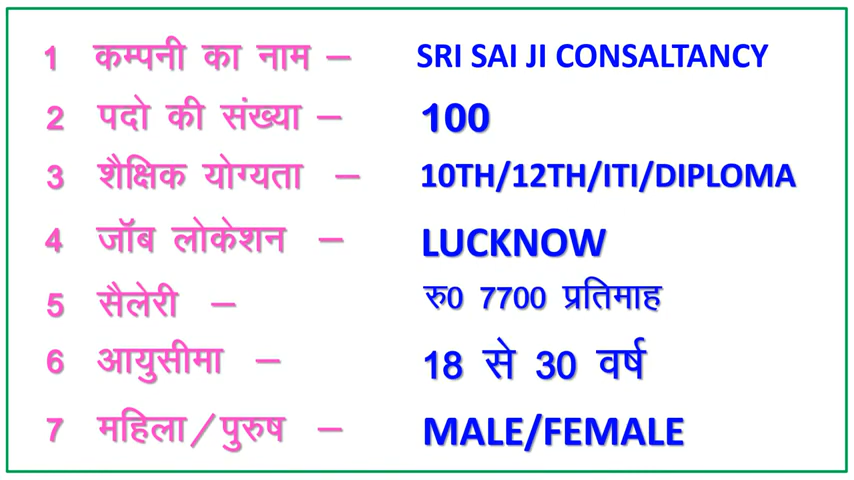 1 कम्पनी का नाम – SRI SAI JI CONSALTANCY
2 पदो की संख्या – 100
3 शैक्षिक योग्यता – 10TH/12TH/ITI/DIPLOMA
4 जॉब लोकेशन – LUCKNOW
5 सैलेरी – रु0 7700 प्रतिमाह
6 आयुसीमा – 18 से 30 वर्ष
7 महिला/पुरुष – MALE/FEMALE